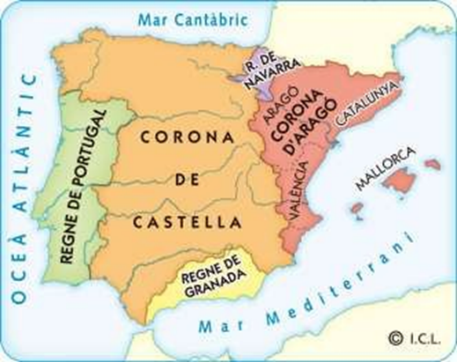 Mar Cantàbric
OCEÀ ATLÀNTIC
R. DE
NAVARRA
ARAGÓ
CORONA
D'ARAGÓ
CATALUNYA
CORONA
DE
CASTELLA
REGNE DE PORTUGAL
VALÈNCIA
MALLORCA
REGNE DE
GRANADA
Mar Mediterrani
© I.C.L.